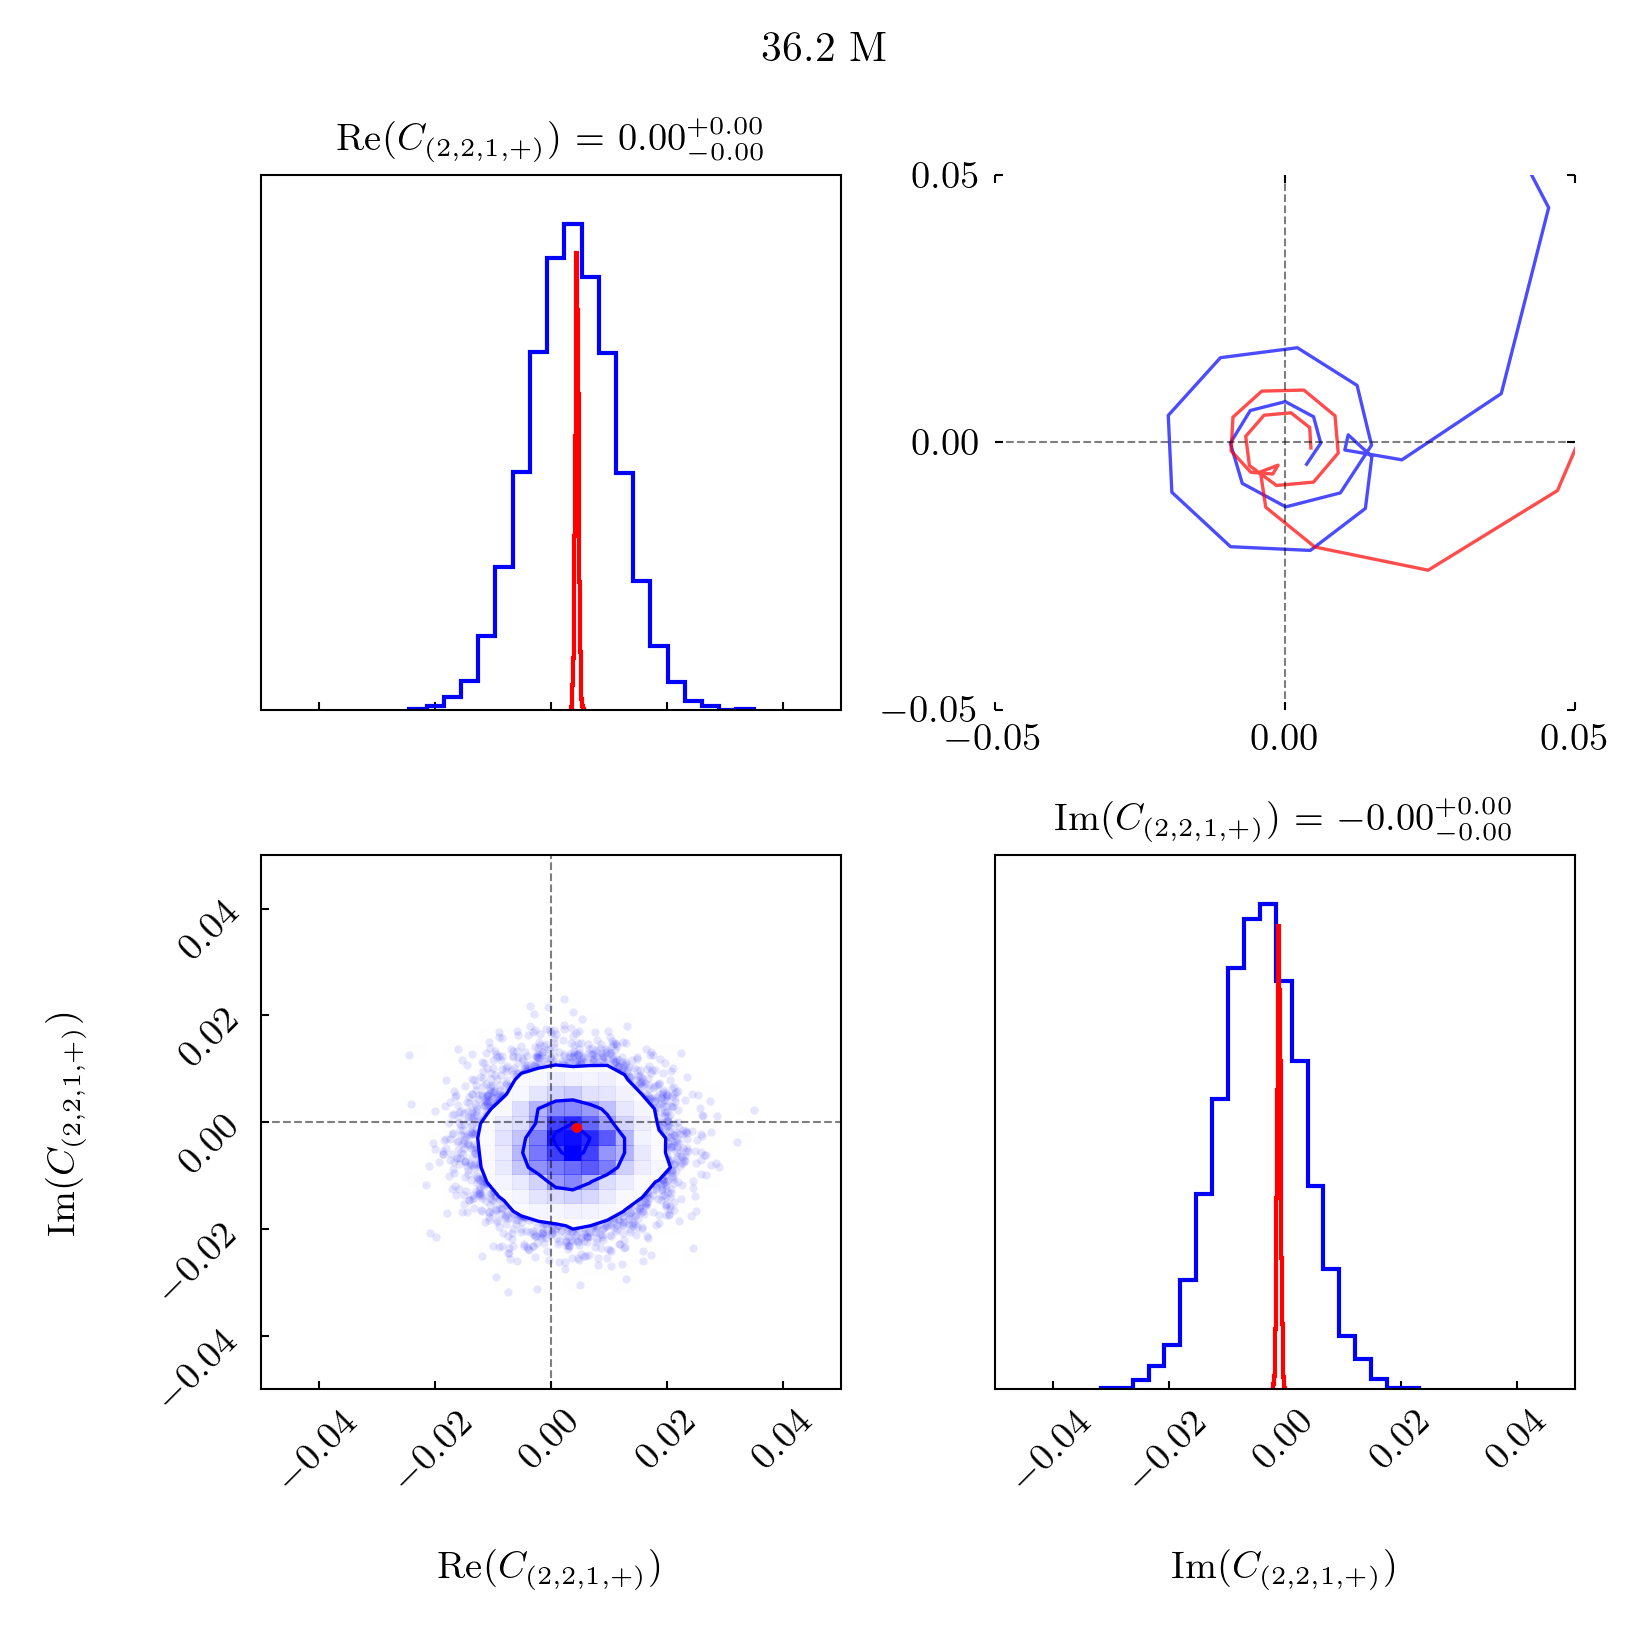 36.2 M
Re(C₍₂,₂,₁,₊₎) = 0.00⁺⁰·⁰⁰₋₀.₀₀
0.05
0.00
−0.05
−0.05 0.00 0.05
Im(C₍₂,₂,₁,₊₎) = −0.00⁺⁰·⁰⁰₋₀.₀₀
Im(C₍₂,₂,₁,₊₎)
0.04
0.02
0.00
−0.02
−0.04
−0.04 −0.02 0.00 0.02 0.04
−0.04 −0.02 0.00 0.02 0.04
Re(C₍₂,₂,₁,₊₎)
Im(C₍₂,₂,₁,₊₎)